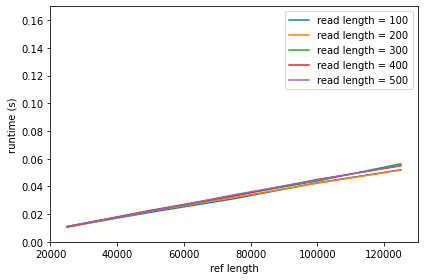 0.16
0.14
0.12
0.10
0.08
0.06
0.04
0.02
0.00
runtime (s)
20000 40000 60000 80000 100000 120000
ref length
read length = 100
read length = 200
read length = 300
read length = 400
read length = 500